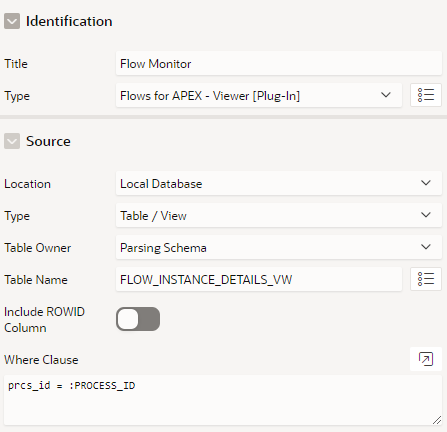 Identification
Title Flow Monitor
Type Flows for APEX - Viewer [Plug-In]
Source
Location Local Database
Type Table / View
Table Owner Parsing Schema
Table Name FLOW_INSTANCE_DETAILS_VW
Include ROWID
Column
Where Clause
prcs_id = :PROCESS_ID